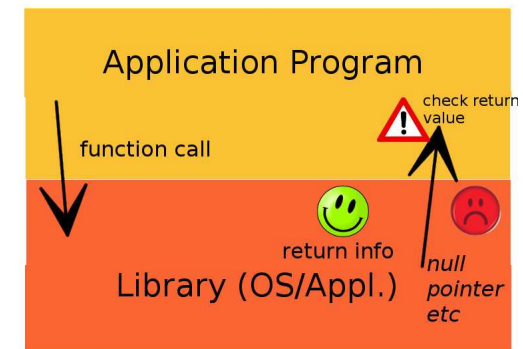 Application Program
check return
value
function call
return info
Library (OS/Appl.)
null
pointer
etc